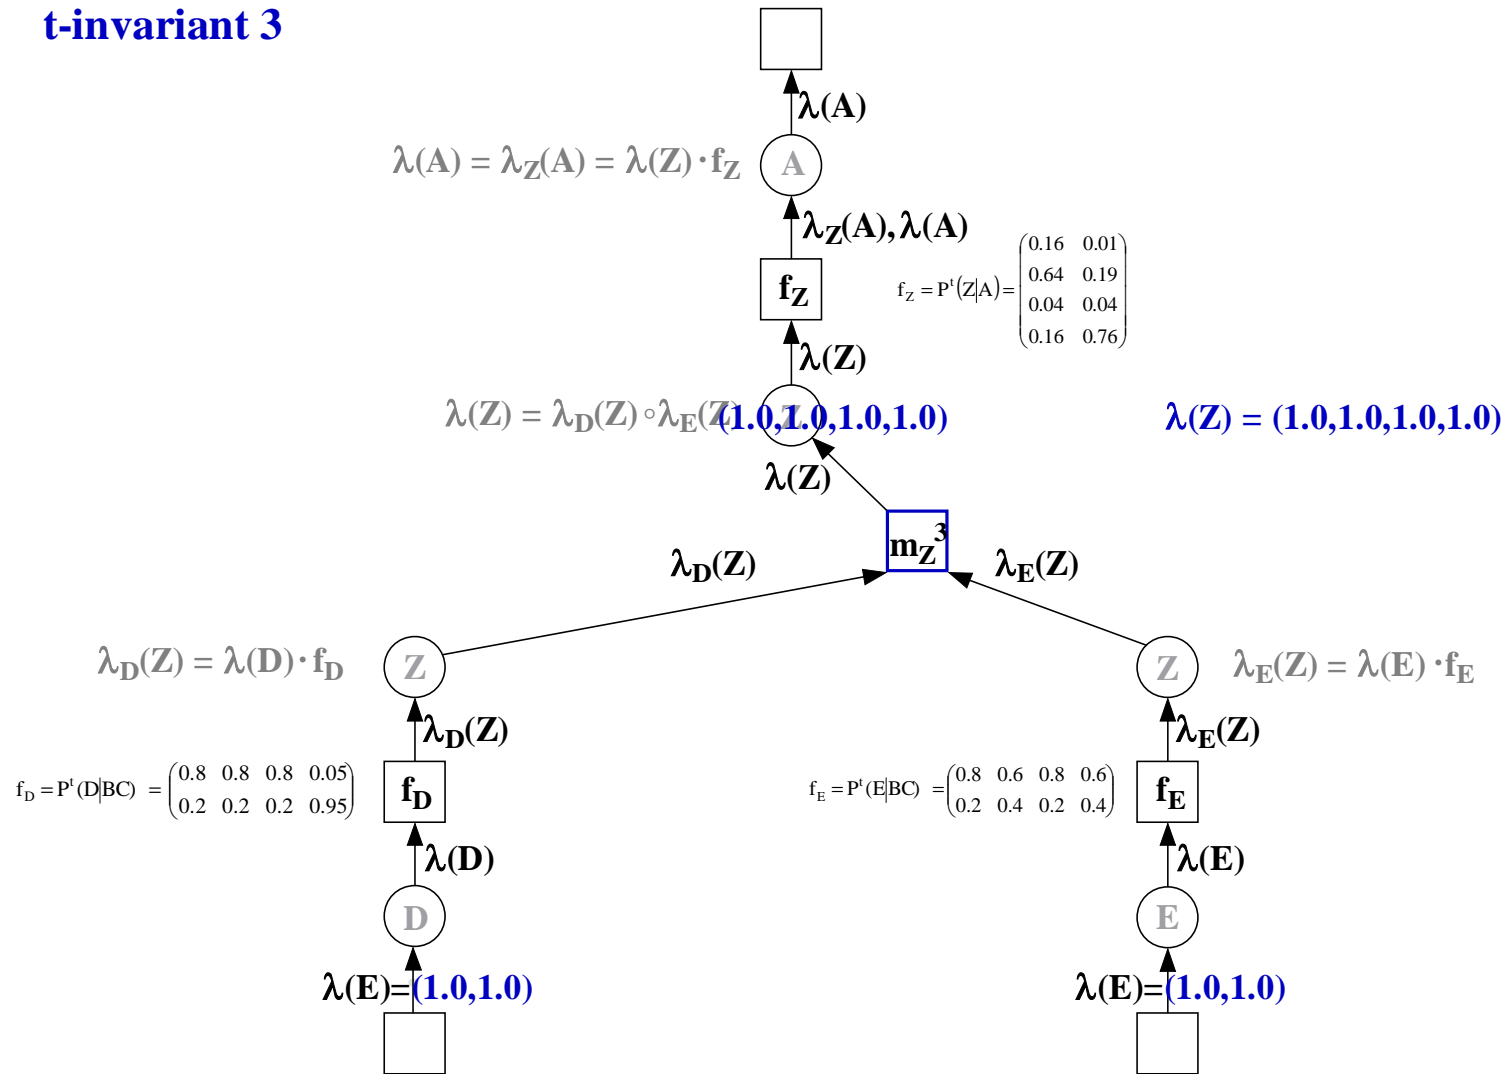 t-invariant 3
λ(A)
λ(A) = λZ(A) = λ(Z)·fZ
A
λZ(A),λ(A)
fZ
fZ = Pt(Z|A) = (0.16 0.01
0.64 0.19
0.04 0.04
0.16 0.76)
λ(Z)
λ(Z) = λD(Z)∘λE(Z)
Z
(1.0,1.0,1.0,1.0)
λ(Z) = (1.0,1.0,1.0,1.0)
λ(Z)
mZ3
λD(Z)
λE(Z)
λD(Z) = λ(D)·fD
Z
Z
λE(Z) = λ(E)·fE
λD(Z)
λE(Z)
fD = Pt(D|BC) = (0.8 0.8 0.8 0.05
0.2 0.2 0.2 0.95)
fD
fE = Pt(E|BC) = (0.8 0.6 0.8 0.6
0.2 0.4 0.2 0.4)
fE
λ(D)
λ(E)
D
E
λ(E)=(1.0,1.0)
λ(E)=(1.0,1.0)